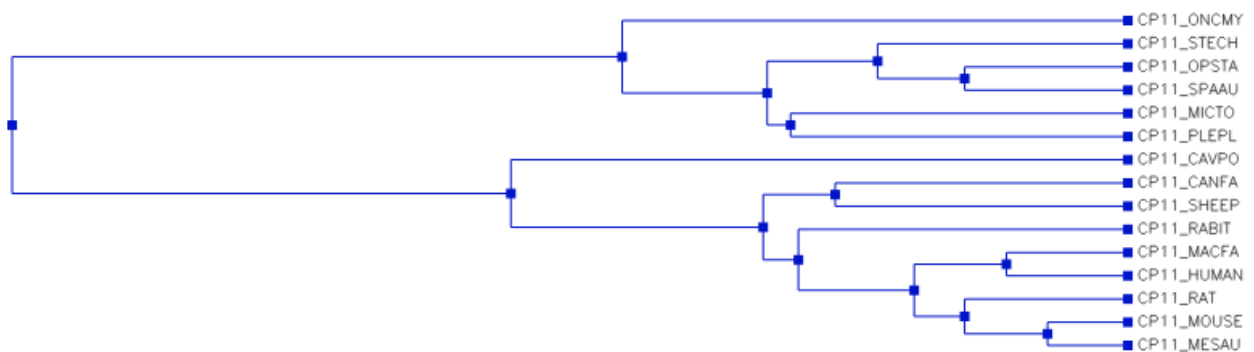 CP11_ONCMY
CP11_STECH
CP11_OPSTA
CP11_SPAAU
CP11_MICTO
CP11_PLEPL
CP11_CAVPO
CP11_CANFA
CP11_SHEEP
CP11_RABIT
CP11_MACFA
CP11_HUMAN
CP11_RAT
CP11_MOUSE
CP11_MESAU